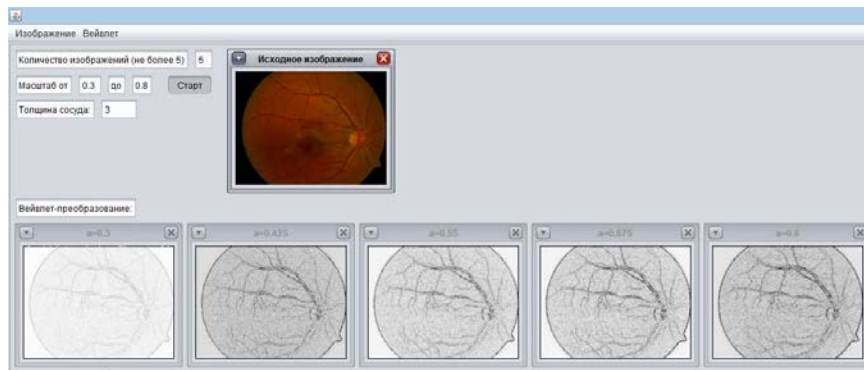 Изображение Вейвлет
Количество изображений (не более 5) 5
Исходное изображение
Масштаб от 0.3 до 0.8 Старт
Толщина сосуда: 3
Вейвлет-преобразование:
a=0.3 a=0.425 a=0.55 a=0.675 a=0.8